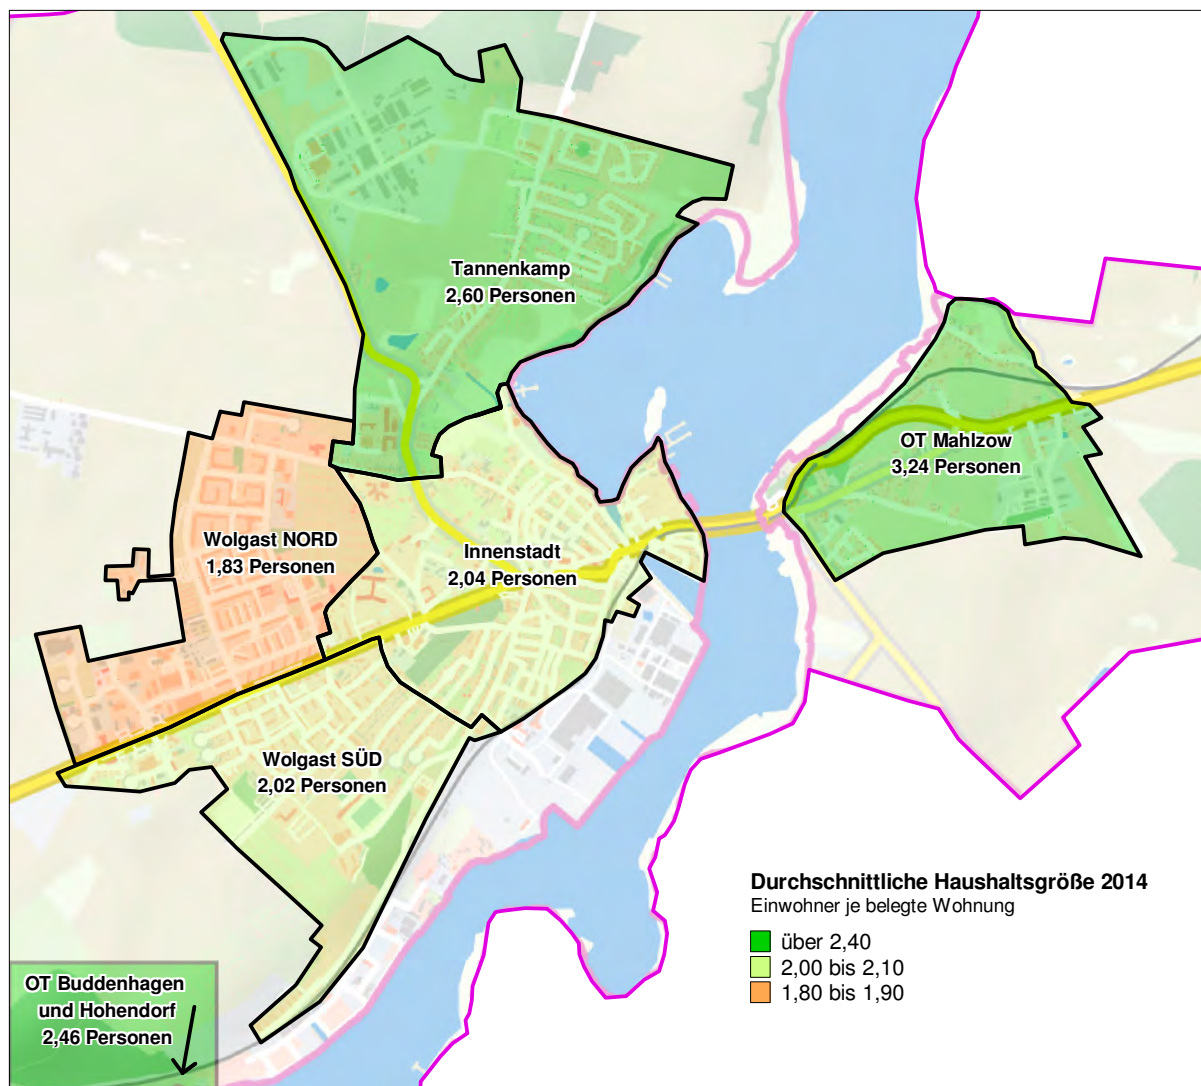 Tannenkamp
2,60 Personen
OT Mahlzow
3,24 Personen
Wolgast NORD
1,83 Personen
Innenstadt
2,04 Personen
Wolgast SÜD
2,02 Personen
Durchschnittliche Haushaltsgröße 2014
Einwohner je belegte Wohnung
über 2,40
2,00 bis 2,10
1,80 bis 1,90
OT Buddenhagen
und Hohendorf
2,46 Personen